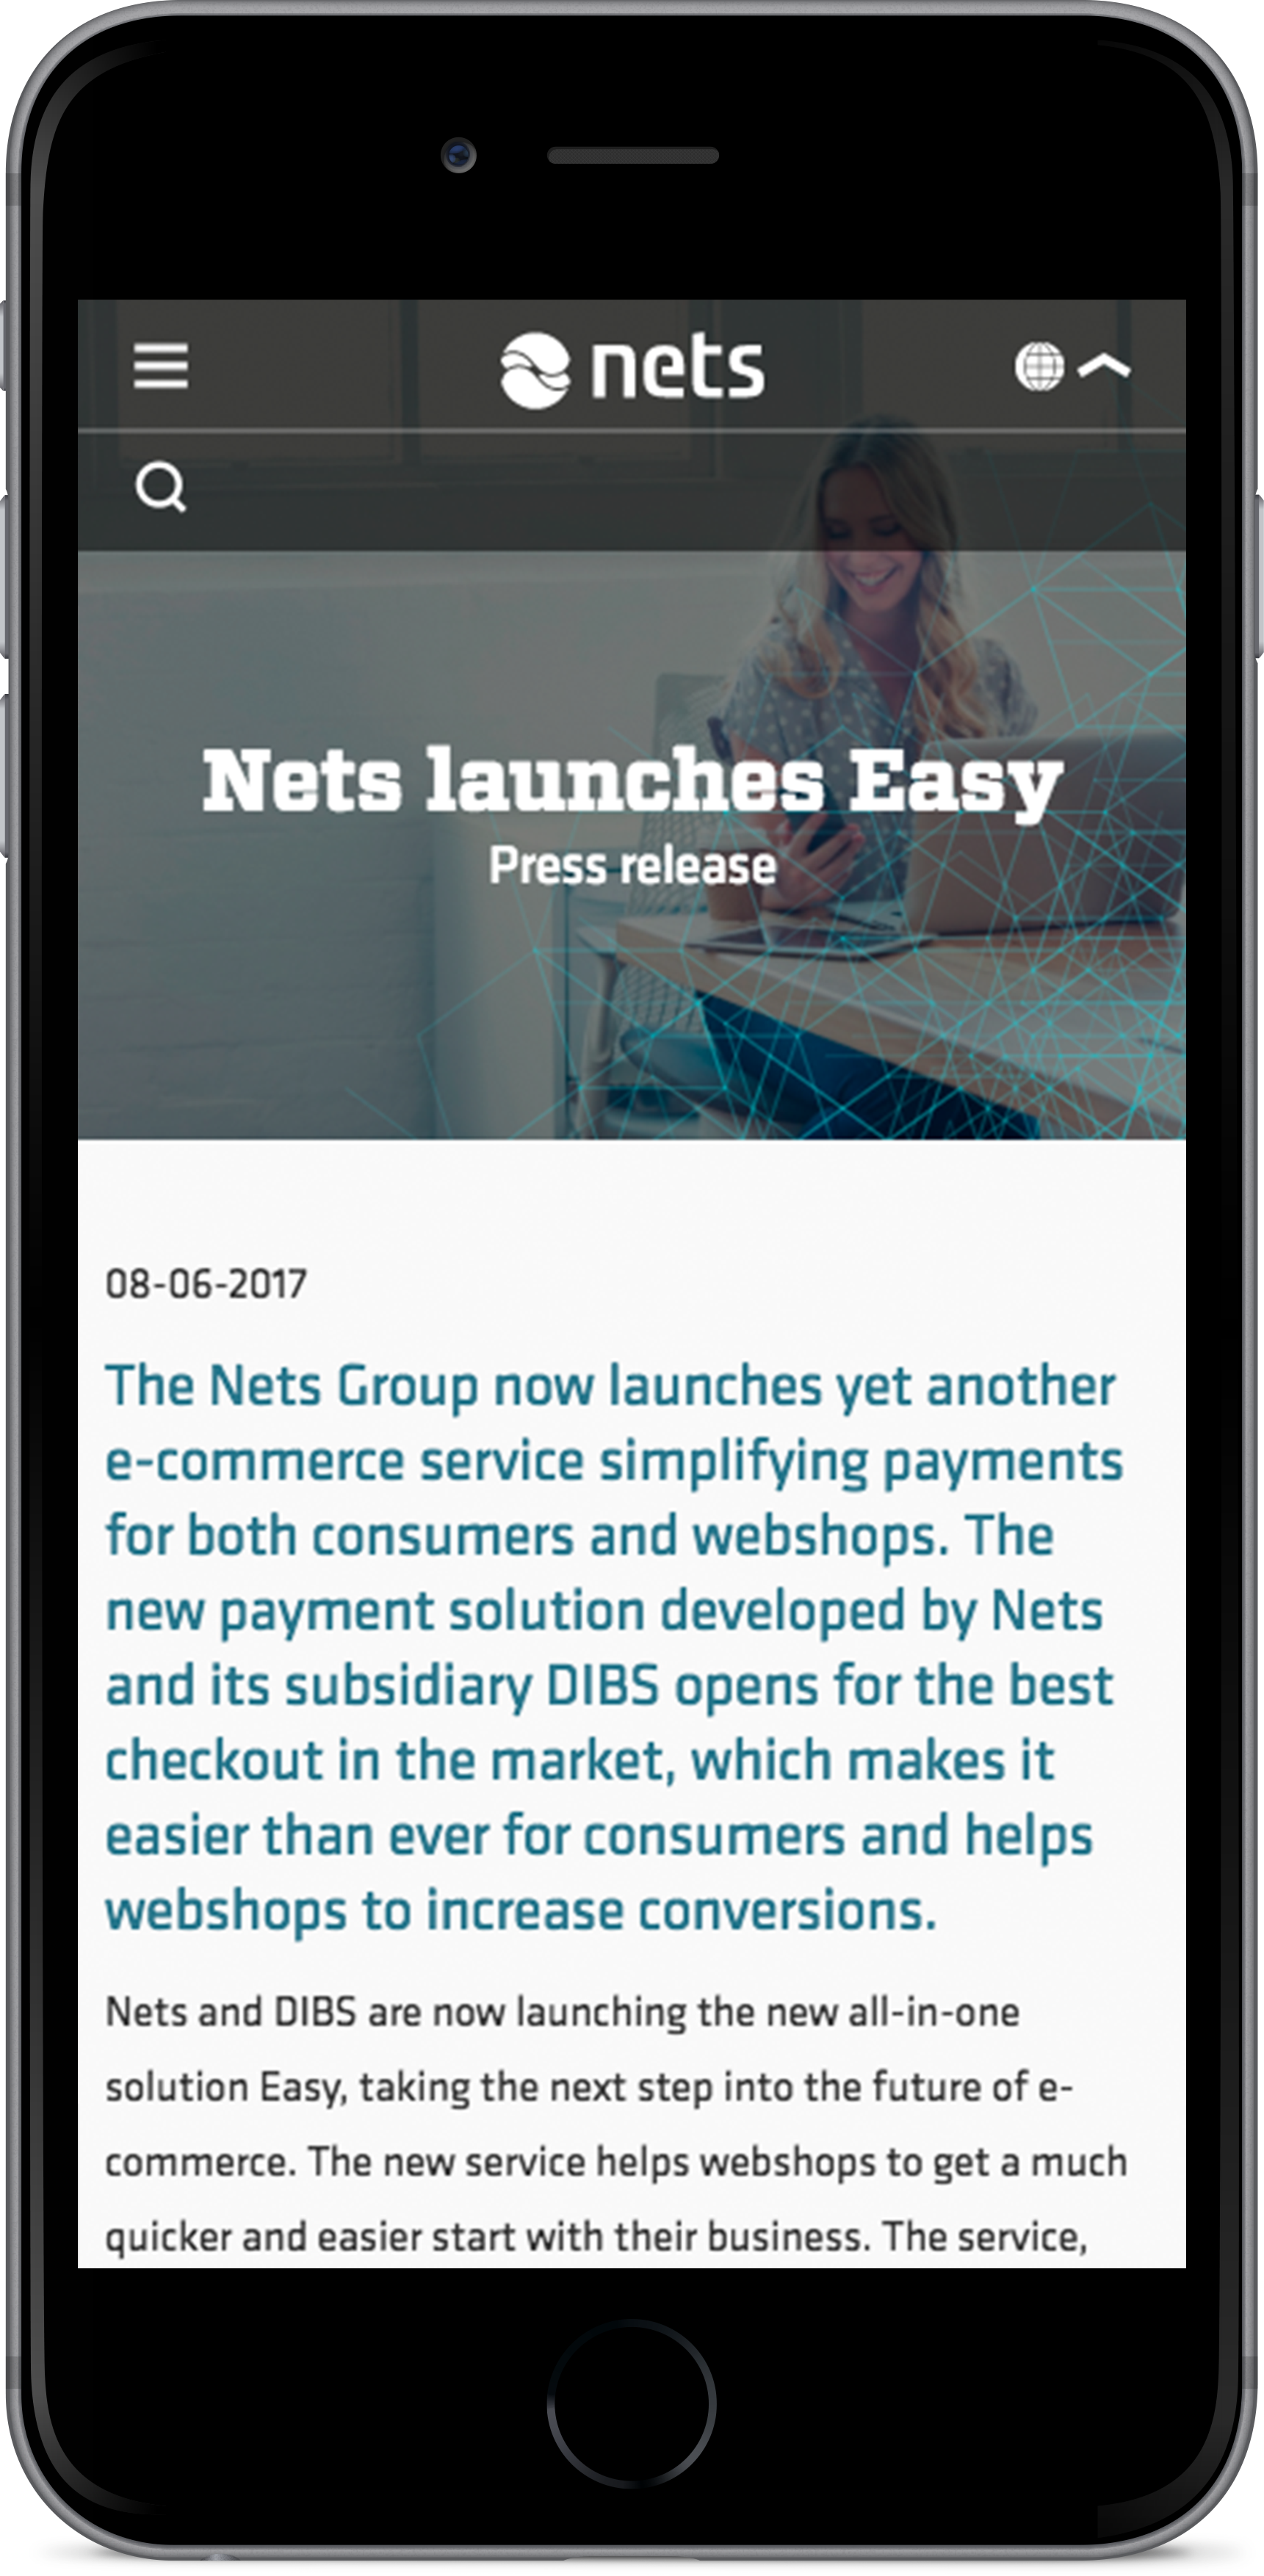 nets
Nets launches Easy
Press release
08-06-2017
The Nets Group now launches yet another
e-commerce service simplifying payments
for both consumers and webshops. The
new payment solution developed by Nets
and its subsidiary DIBS opens for the best
checkout in the market, which makes it
easier than ever for consumers and helps
webshops to increase conversions.
Nets and DIBS are now launching the new all-in-one
solution Easy, taking the next step into the future of e-
commerce. The new service helps webshops to get a much
quicker and easier start with their business. The service,